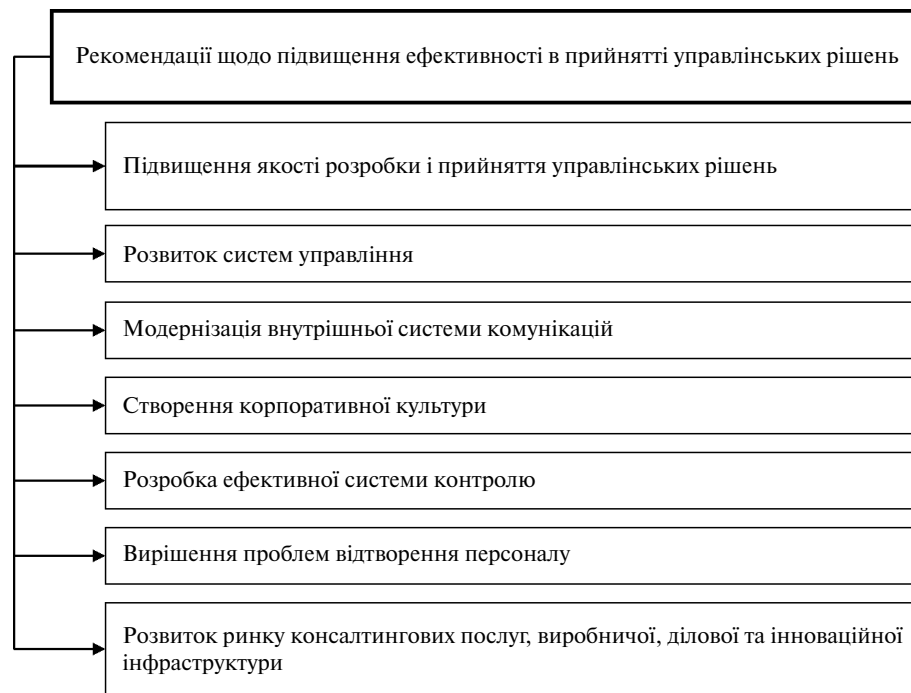 Рекомендації щодо підвищення ефективності в прийнятті управлінських рішень
Підвищення якості розробки і прийняття управлінських рішень
Розвиток систем управління
Модернізація внутрішньої системи комунікацій
Створення корпоративної культури
Розробка ефективної системи контролю
Вирішення проблем відтворення персоналу
Розвиток ринку консалтингових послуг, виробничої, ділової та інноваційної
інфраструктури